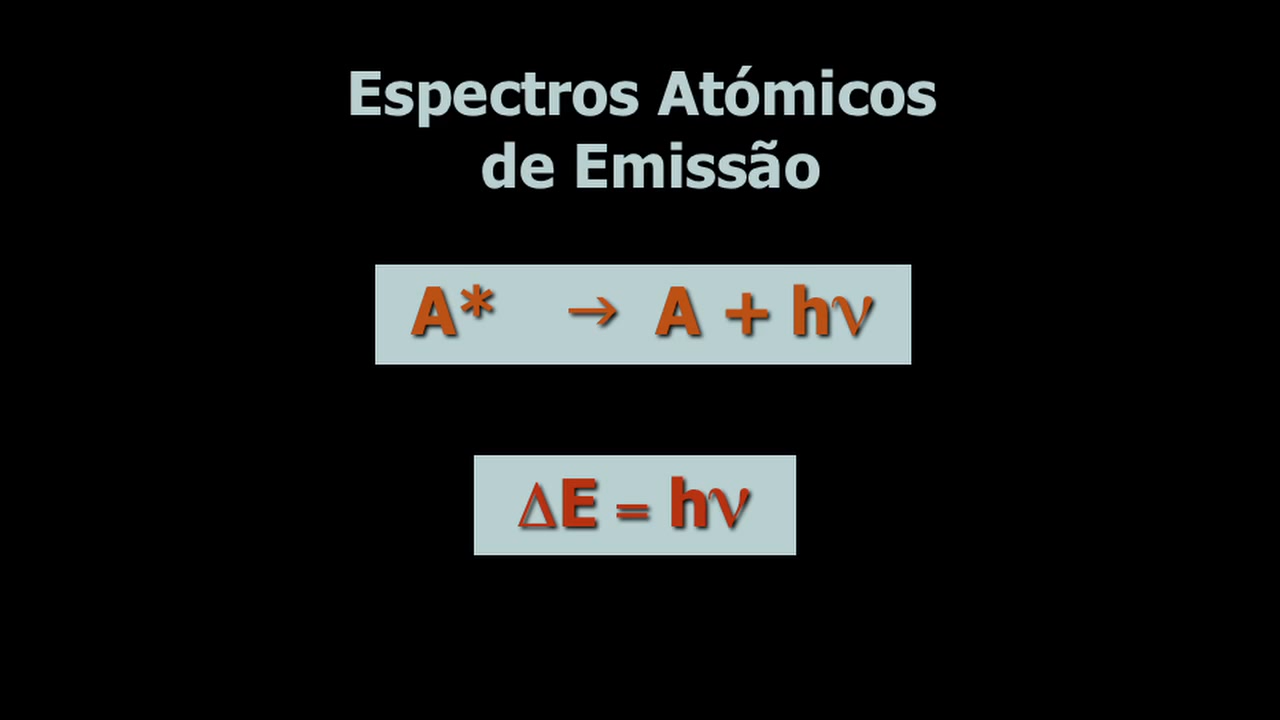 Espectros Atómicos
de Emissão
A* → A + hν
ΔE = hν